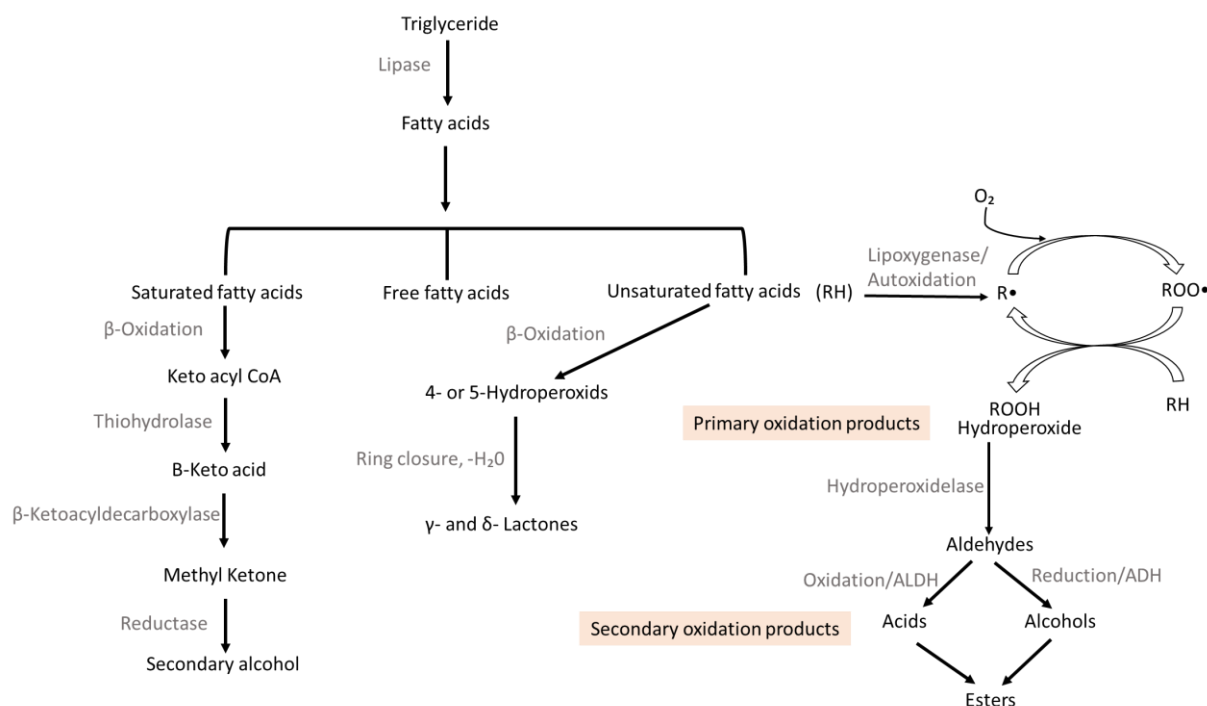 Triglyceride
Lipase
Fatty acids
O₂
Lipoxygenase/
Autoxidation
Saturated fatty acids
Free fatty acids
Unsaturated fatty acids (RH)
R•
ROO•
β-Oxidation
β-Oxidation
Keto acyl CoA
4- or 5-Hydroperoxids
ROOH
Hydroperoxide
RH
Primary oxidation products
Thiohydrolase
B-Keto acid
Ring closure, -H₂0
Hydroperoxidelase
β-Ketoacyldecarboxylase
γ- and δ- Lactones
Aldehydes
Methyl Ketone
Oxidation/ALDH
Reduction/ADH
Reductase
Secondary oxidation products
Acids
Alcohols
Secondary alcohol
Esters